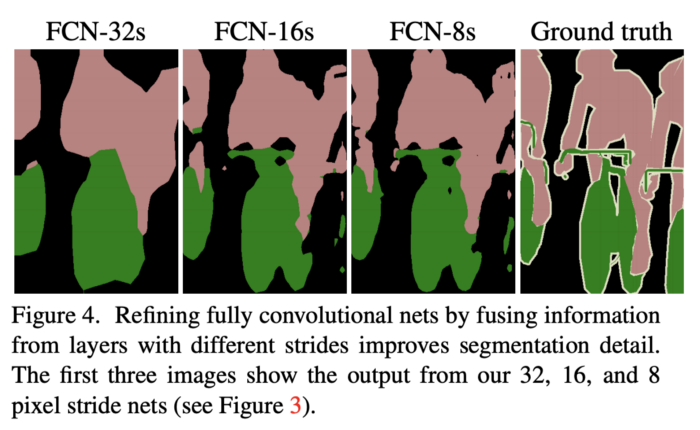 FCN-32s FCN-16s FCN-8s Ground truth
Figure 4. Refining fully convolutional nets by fusing information
from layers with different strides improves segmentation detail.
The first three images show the output from our 32, 16, and 8
pixel stride nets (see Figure 3).